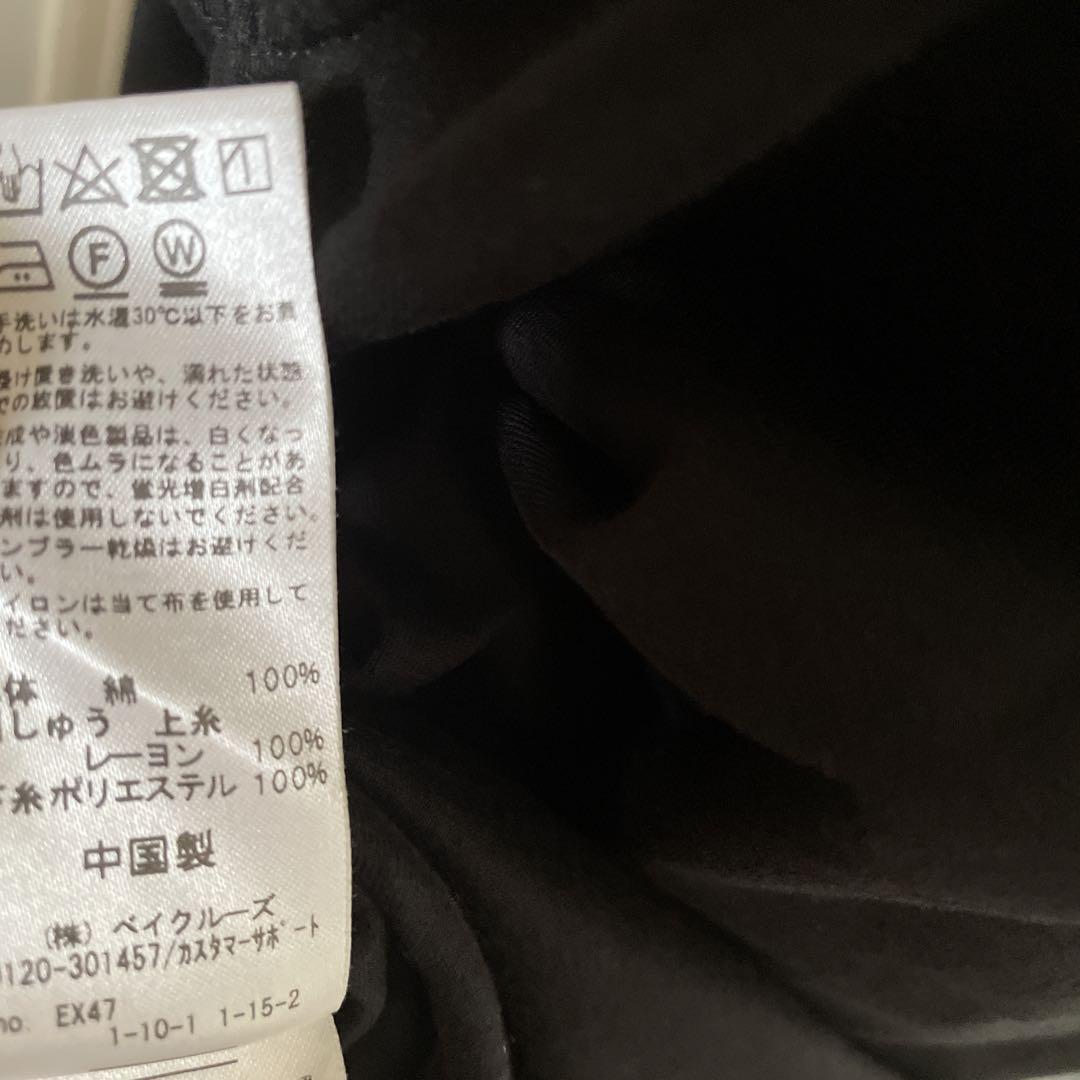 F W
手洗いは水温30℃以下をお薦
めします。
浸け置き洗いや、濡れた状態
での放置はお避けください。
成や淡色製品は、白くなっ
り、色ムラになることがあ
ますので、蛍光増白剤配合
剤は使用しないでください。
ンブラー乾燥はお避けくだ
い。
イロンは当て布を使用して
ださい。
体 綿 100%
しゅう 上糸
レーヨン 100%
下糸ポリエステル 100%
中国製
(株) ベイクルーズ
0120-301457/カスタマーサポート
no. EX47
1-10-1 1-15-2